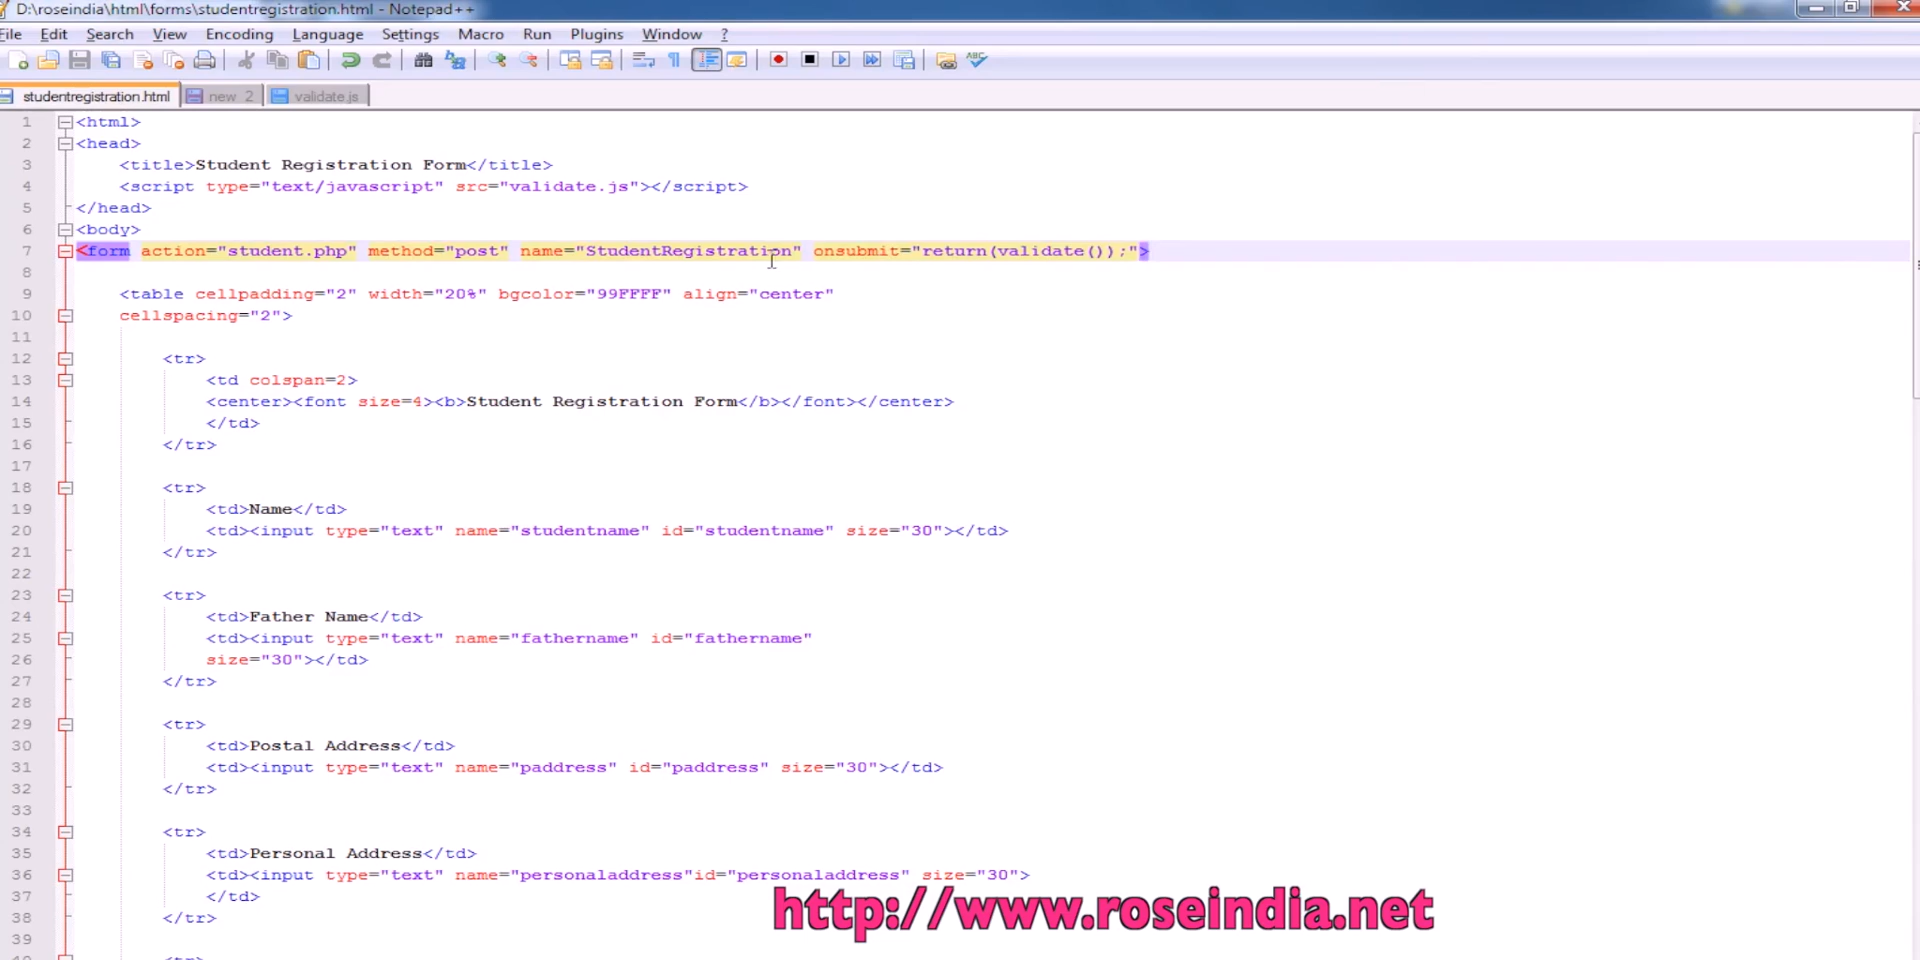 D:\roseindia\html\forms\studentregistration.html - Notepad++
File Edit Search View Encoding Language Settings Macro Run Plugins Window ?
studentregistration.html new 2 validate.js
1 <html>
2 <head>
3 <title>Student Registration Form</title>
4 <script type="text/javascript" src="validate.js"></script>
5 </head>
6 <body>
7 <form action="student.php" method="post" name="StudentRegistration" onsubmit="return(validate());">
8
9 <table cellpadding="2" width="20%" bgcolor="99FFFF" align="center"
10 cellspacing="2">
11
12 <tr>
13 <td colspan=2>
14 <center><font size=4><b>Student Registration Form</b></font></center>
15 </td>
16 </tr>
17
18 <tr>
19 <td>Name</td>
20 <td><input type="text" name="studentname" id="studentname" size="30"></td>
21 </tr>
22
23 <tr>
24 <td>Father Name</td>
25 <td><input type="text" name="fathername" id="fathername"
26 size="30"></td>
27 </tr>
28
29 <tr>
30 <td>Postal Address</td>
31 <td><input type="text" name="paddress" id="paddress" size="30"></td>
32 </tr>
33
34 <tr>
35 <td>Personal Address</td>
36 <td><input type="text" name="personaladdress"id="personaladdress" size="30">
37 </td>
38 </tr>
39
http://www.roseindia.net